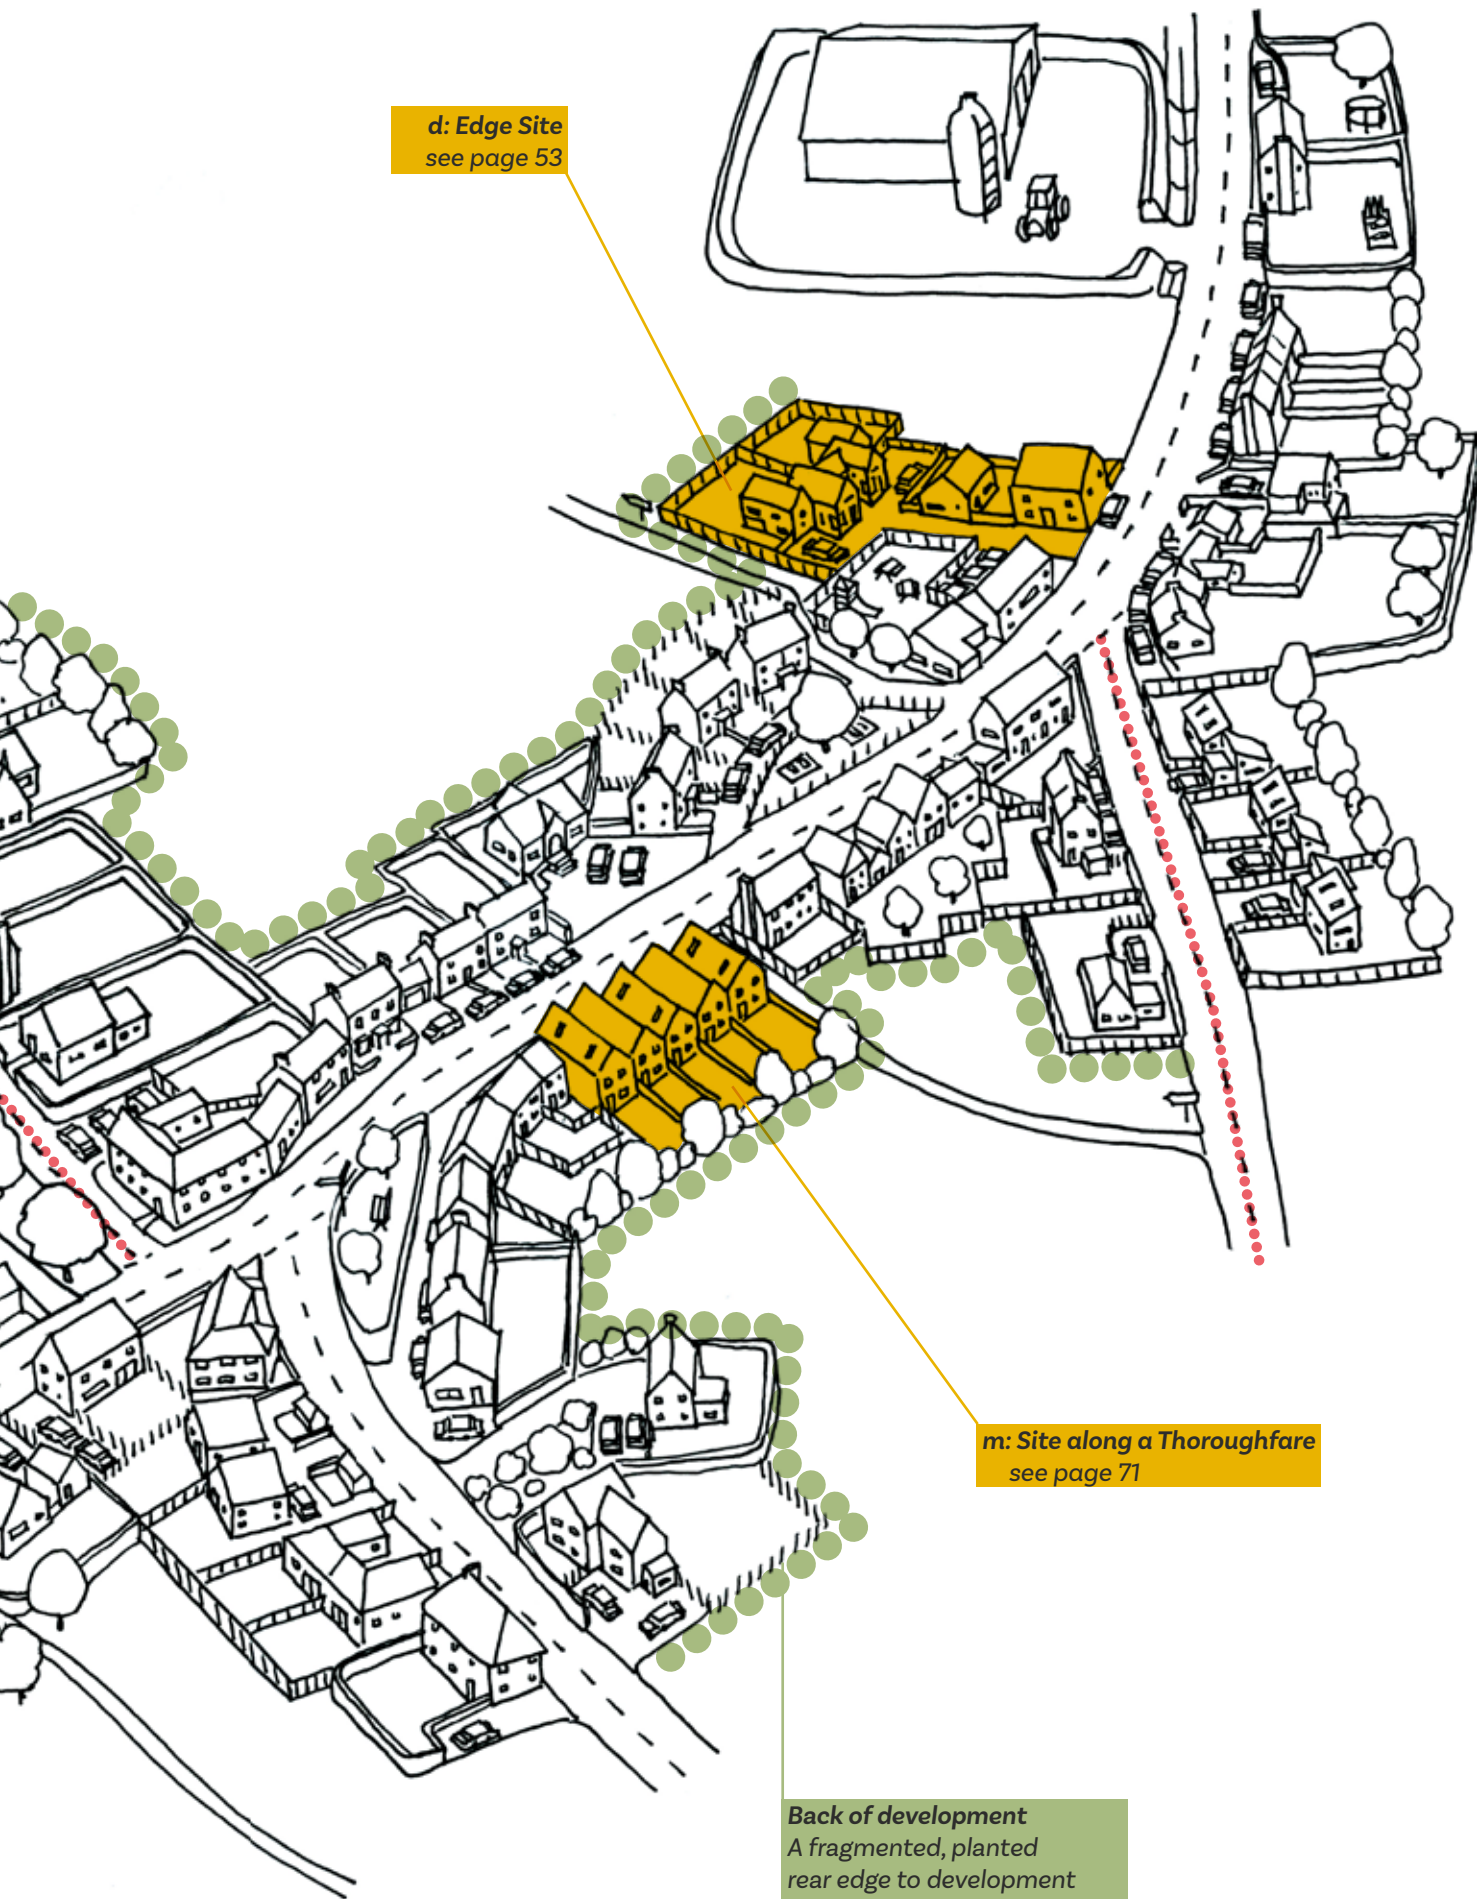 d: Edge Site
see page 53
m: Site along a Thoroughfare
see page 71
Back of development
A fragmented, planted
rear edge to development